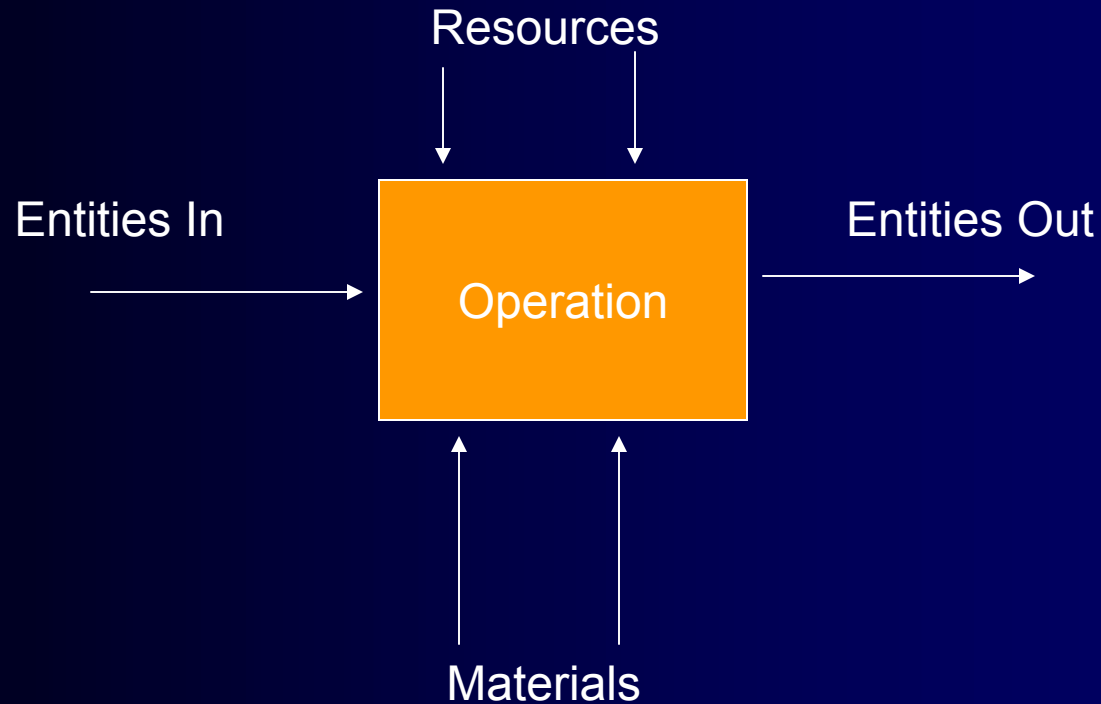 Resources
Entities In
Entities Out
Operation
Materials